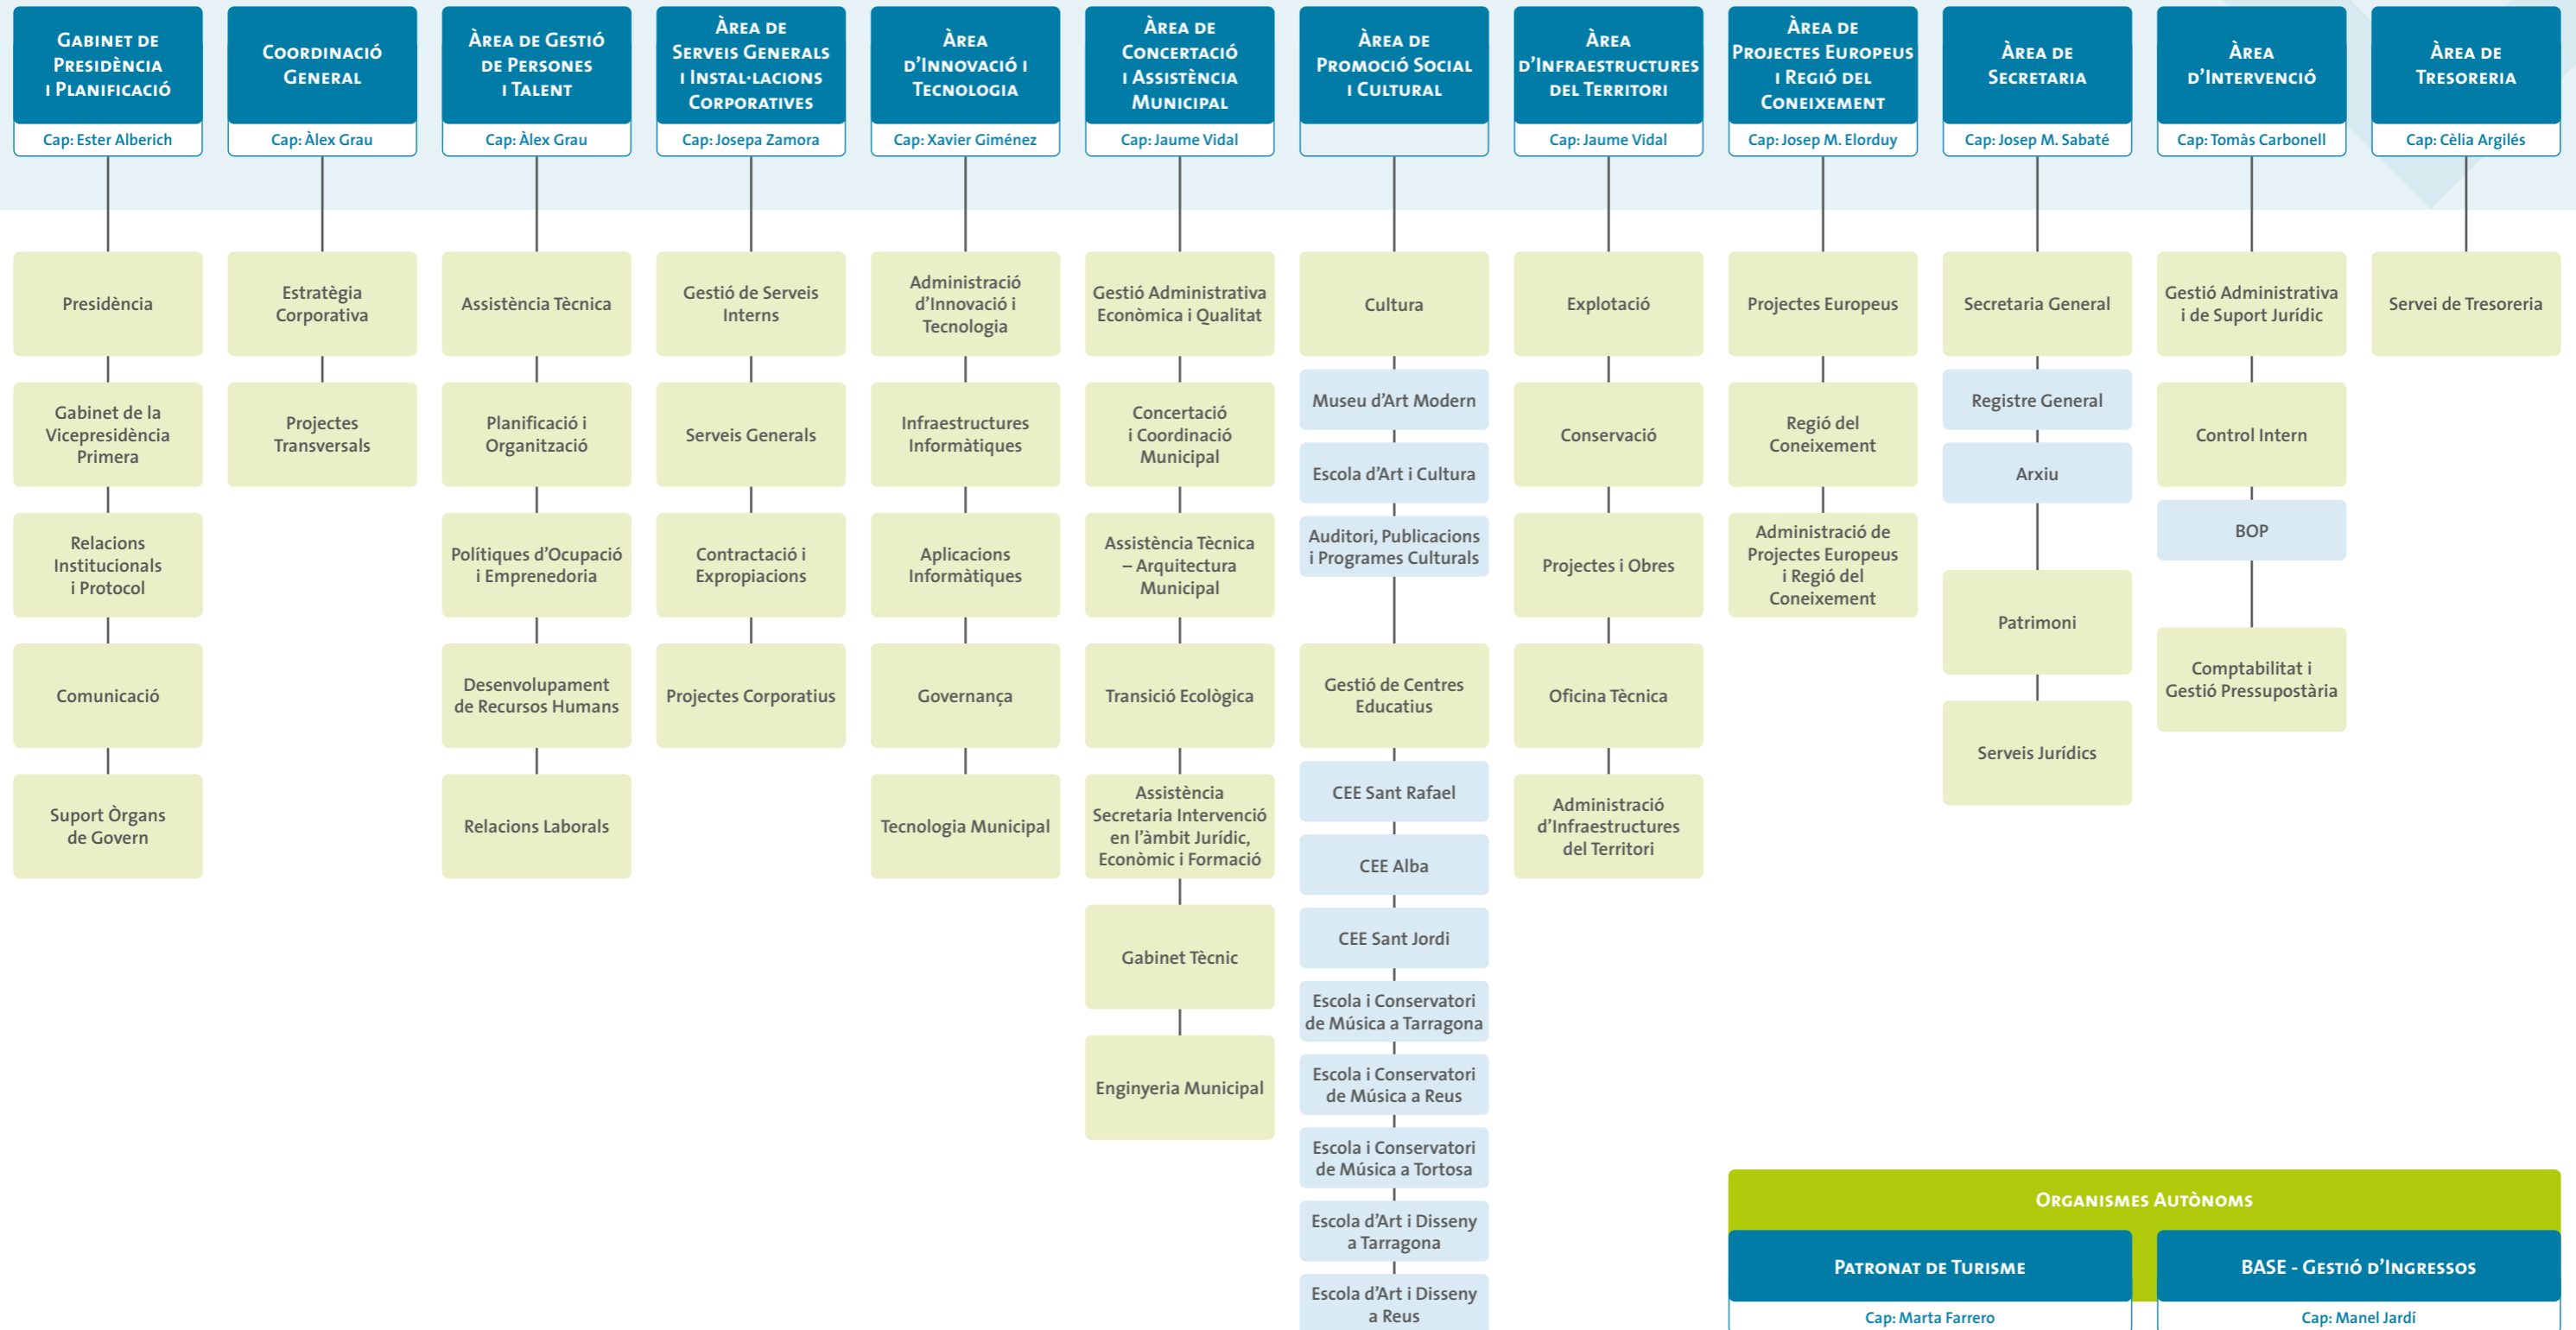 GABINET DE
PRESIDÈNCIA
I PLANIFICACIÓ
Cap: Ester Alberich
Presidència
Gabinet de la
Vicepresidència
Primera
Relacions
Institucionals
i Protocol
Comunicació
Suport Òrgans
de Govern
COORDINACIÓ
GENERAL
Cap: Àlex Grau
Estratègia
Corporativa
Projectes
Transversals
ÀREA DE GESTIÓ
DE PERSONES
I TALENT
Cap: Àlex Grau
Assistència Tècnica
Planificació i
Organització
Polítiques d’Ocupació
i Emprenedoria
Desenvolupament
de Recursos Humans
Relacions Laborals
ÀREA DE
SERVEIS GENERALS
I INSTAL·LACIONS
CORPORATIVES
Cap: Josepa Zamora
Gestió de Serveis
Interns
Serveis Generals
Contractació i
Expropiacions
Projectes Corporatius
ÀREA
D’INNOVACIÓ I
TECNOLOGIA
Cap: Xavier Giménez
Administració
d’Innovació i
Tecnologia
Infraestructures
Informàtiques
Aplicacions
Informàtiques
Governança
Tecnologia Municipal
ÀREA DE
CONCERTACIÓ
I ASSISTÈNCIA
MUNICIPAL
Cap: Jaume Vidal
Gestió Administrativa
Econòmica i Qualitat
Concertació
i Coordinació
Municipal
Assistència Tècnica
– Arquitectura
Municipal
Transició Ecològica
Assistència
Secretaria Intervenció
en l’àmbit Jurídic,
Econòmic i Formació
Gabinet Tècnic
Enginyeria Municipal
ÀREA DE
PROMOCIÓ SOCIAL
I CULTURAL
Cultura
Museu d’Art Modern
Escola d’Art i Cultura
Auditori, Publicacions
i Programes Culturals
Gestió de Centres
Educatius
CEE Sant Rafael
CEE Alba
CEE Sant Jordi
Escola i Conservatori
de Música a Tarragona
Escola i Conservatori
de Música a Reus
Escola i Conservatori
de Música a Tortosa
Escola d’Art i Disseny
a Tarragona
Escola d’Art i Disseny
a Reus
ÀREA
D’INFRAESTRUCTURES
DEL TERRITORI
Cap: Jaume Vidal
Explotació
Conservació
Projectes i Obres
Oficina Tècnica
Administració
d’Infraestructures
del Territori
ÀREA DE
PROJECTES EUROPEUS
I REGIÓ DEL
CONEIXEMENT
Cap: Josep M. Elorduy
Projectes Europeus
Regió del
Coneixement
Administració de
Projectes Europeus
i Regió del
Coneixement
ÀREA DE
SECRETARIA
Cap: Josep M. Sabaté
Secretaria General
Registre General
Arxiu
Patrimoni
Serveis Jurídics
ÀREA
D’INTERVENCIÓ
Cap: Tomàs Carbonell
Gestió Administrativa
i de Suport Jurídic
Control Intern
BOP
Comptabilitat i
Gestió Pressupostària
ÀREA DE
TRESORERIA
Cap: Cèlia Argilés
Servei de Tresoreria
ORGANISMES AUTÒNOMS
PATRONAT DE TURISME
Cap: Marta Farrero
BASE - GESTIÓ D’INGRESSOS
Cap: Manel Jardí